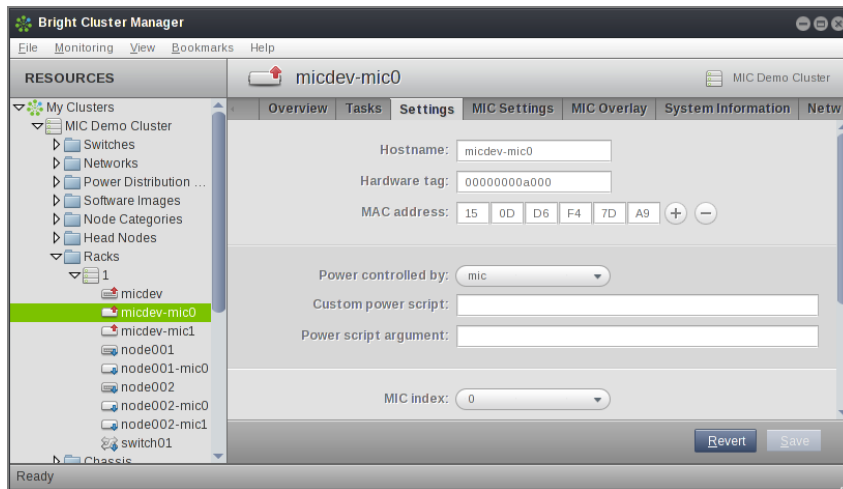 Bright Cluster Manager
File Monitoring View Bookmarks Help
RESOURCES
micdev-mic0
MIC Demo Cluster
My Clusters
MIC Demo Cluster
Switches
Networks
Power Distribution ...
Software Images
Node Categories
Head Nodes
Racks
1
micdev
micdev-mic0
micdev-mic1
node001
node001-mic0
node002
node002-mic0
node002-mic1
switch01
Chassis
Overview Tasks Settings MIC Settings MIC Overlay System Information Netw
Hostname: micdev-mic0
Hardware tag: 00000000a000
MAC address: 15 0D D6 F4 7D A9
Power controlled by: mic
Custom power script:
Power script argument:
MIC index: 0
Revert Save
Ready